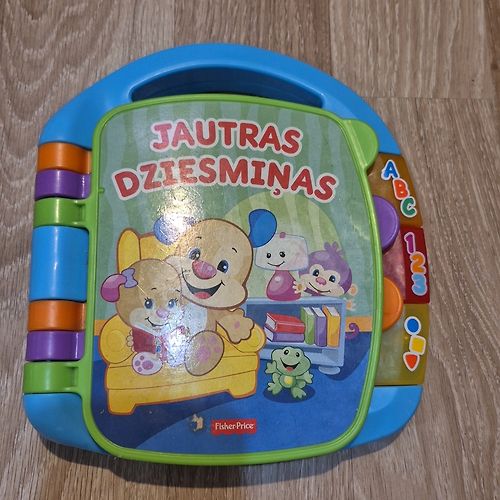 JAUTRAS
DZIESMIŅAS
ABC
123
Fisher-Price